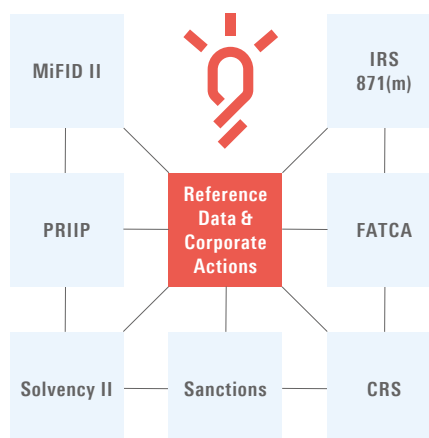 MiFID II
IRS
871(m)
PRIIP
Reference
Data &
Corporate
Actions
FATCA
Solvency II
Sanctions
CRS